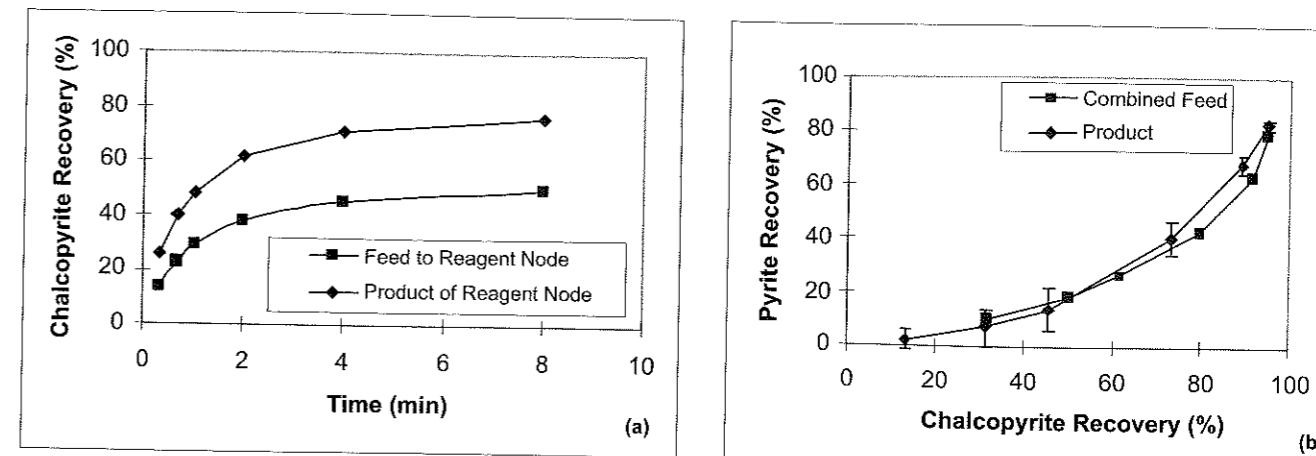 Chalcopyrite Recovery (%)
100
80
60
40
20
0
Feed to Reagent Node
Product of Reagent Node
0
2
4
6
8
10
Time (min)
(a)
Pyrite Recovery (%)
100
80
60
40
20
0
Combined Feed
Product
0
20
40
60
80
100
Chalcopyrite Recovery (%)
(b